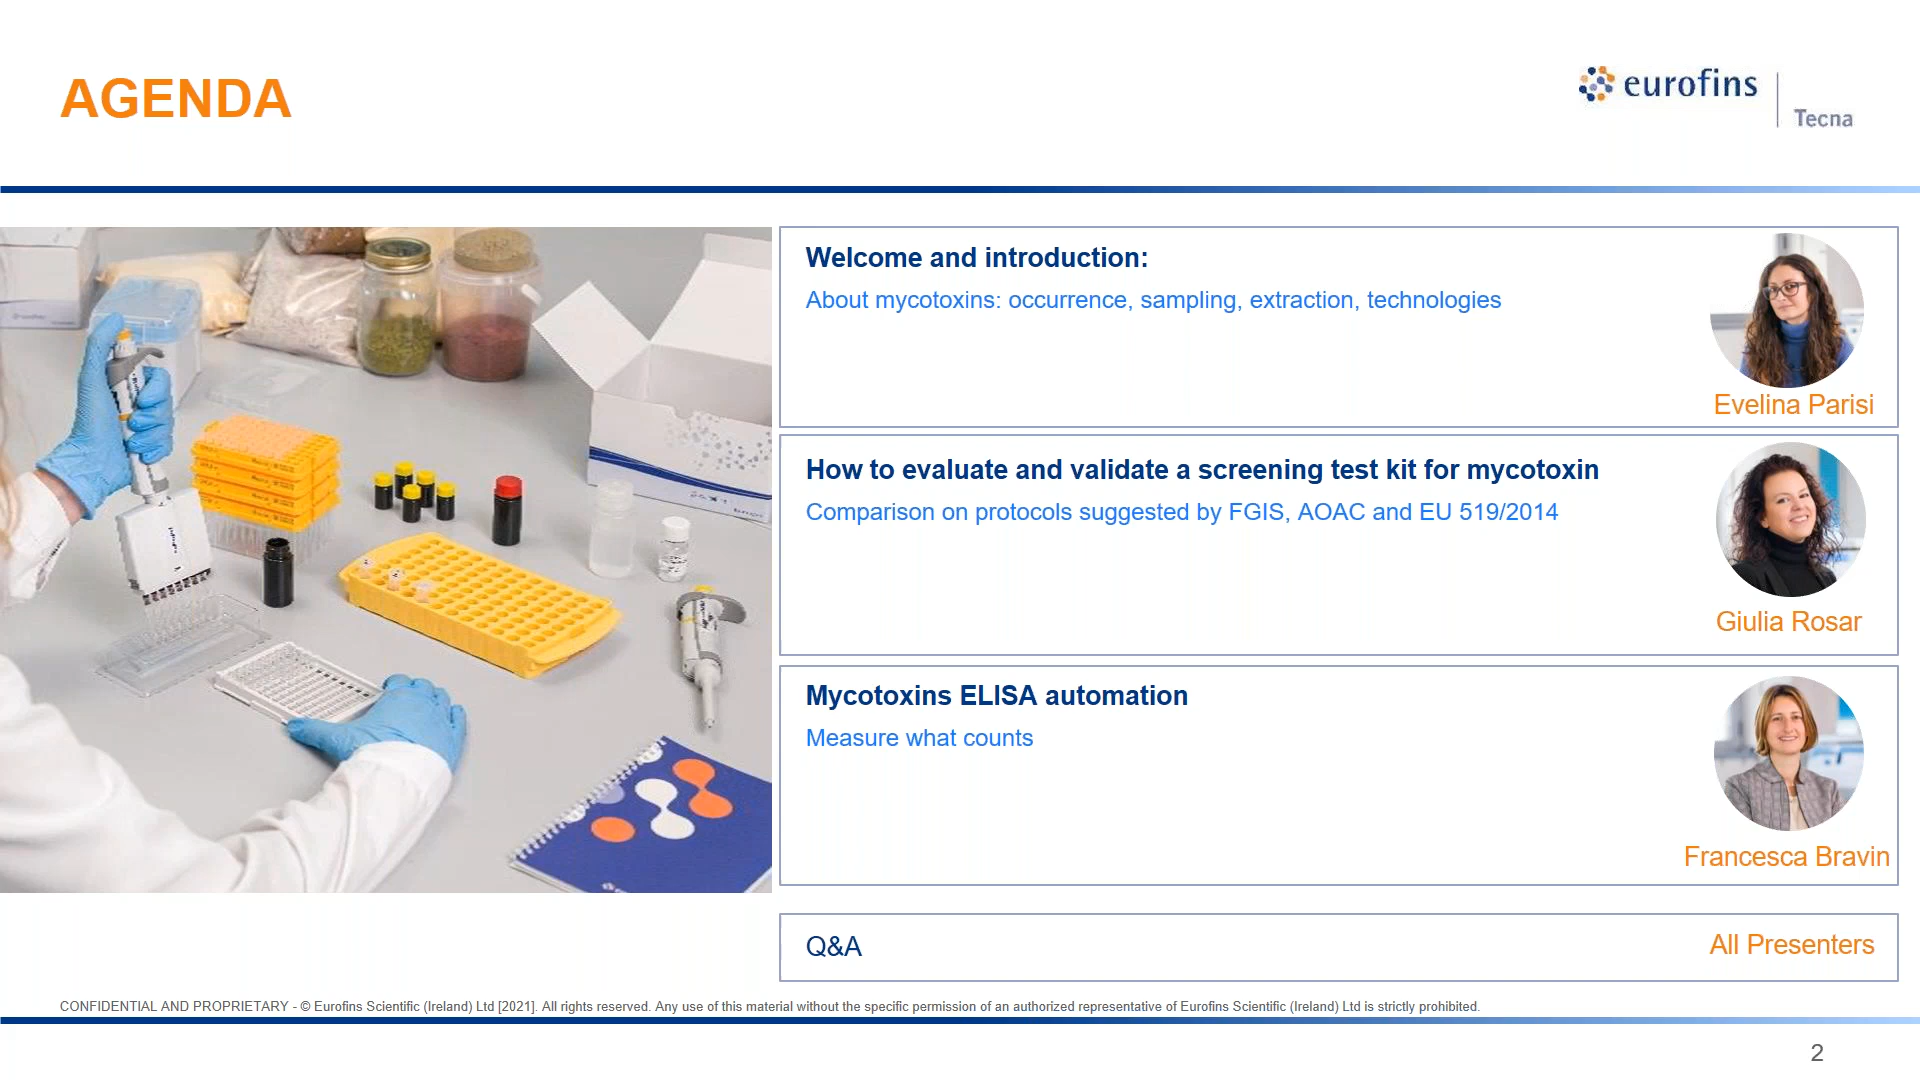 AGENDA
eurofins
Tecna
Welcome and introduction:
About mycotoxins: occurrence, sampling, extraction, technologies
Evelina Parisi
How to evaluate and validate a screening test kit for mycotoxin
Comparison on protocols suggested by FGIS, AOAC and EU 519/2014
Giulia Rosar
Mycotoxins ELISA automation
Measure what counts
Francesca Bravin
Q&A
All Presenters
CONFIDENTIAL AND PROPRIETARY - © Eurofins Scientific (Ireland) Ltd [2021]. All rights reserved. Any use of this material without the specific permission of an authorized representative of Eurofins Scientific (Ireland) Ltd is strictly prohibited.
2